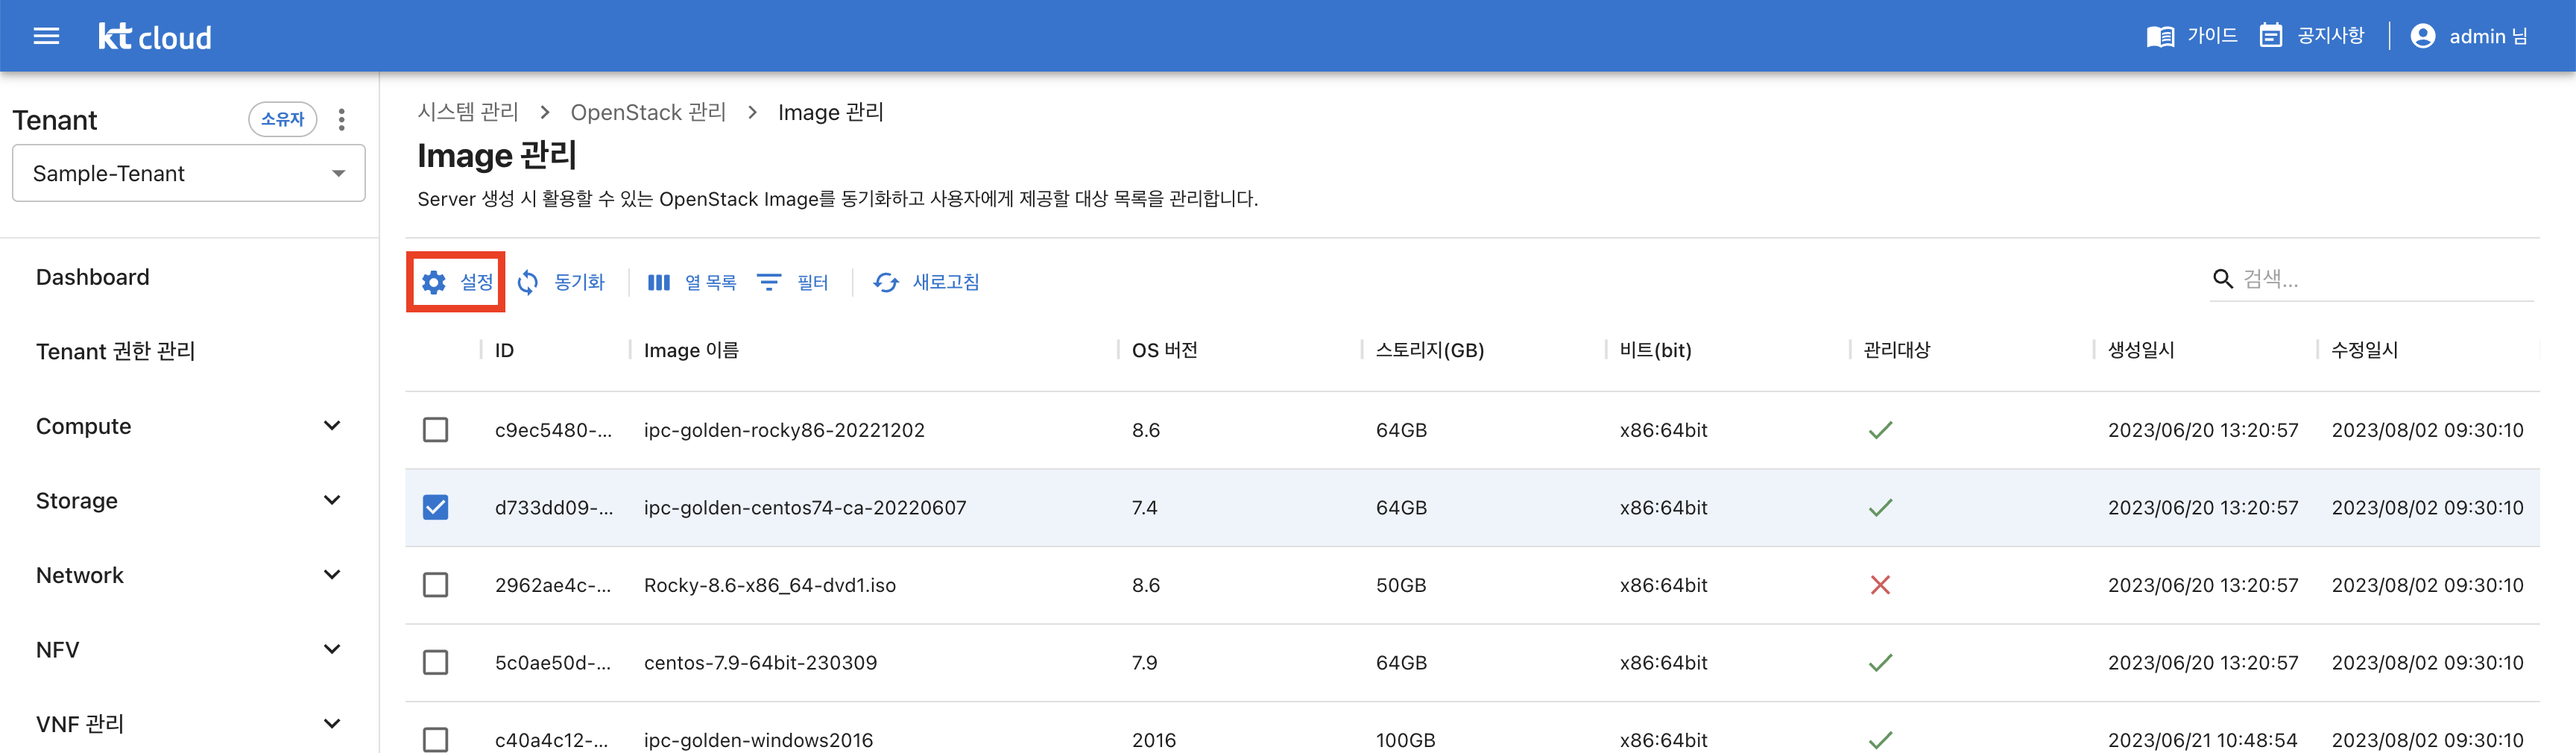 kt cloud
가이드
공지사항
admin 님
Tenant
소유자
Sample-Tenant
Dashboard
Tenant 권한 관리
Compute
Storage
Network
NFV
VNF 관리
시스템 관리 > OpenStack 관리 > Image 관리
Image 관리
Server 생성 시 활용할 수 있는 OpenStack Image를 동기화하고 사용자에게 제공할 대상 목록을 관리합니다.
설정 동기화 열 목록 필터 새로고침
검색...
ID Image 이름 OS 버전 스토리지(GB) 비트(bit) 관리대상 생성일시 수정일시
c9ec5480-... ipc-golden-rocky86-20221202 8.6 64GB x86:64bit 2023/06/20 13:20:57 2023/08/02 09:30:10
d733dd09-... ipc-golden-centos74-ca-20220607 7.4 64GB x86:64bit 2023/06/20 13:20:57 2023/08/02 09:30:10
2962ae4c-... Rocky-8.6-x86_64-dvd1.iso 8.6 50GB x86:64bit 2023/06/20 13:20:57 2023/08/02 09:30:10
5c0ae50d-... centos-7.9-64bit-230309 7.9 64GB x86:64bit 2023/06/20 13:20:57 2023/08/02 09:30:10
c40a4c12-... ipc-golden-windows2016 2016 100GB x86:64bit 2023/06/21 10:48:54 2023/08/02 09:30:10